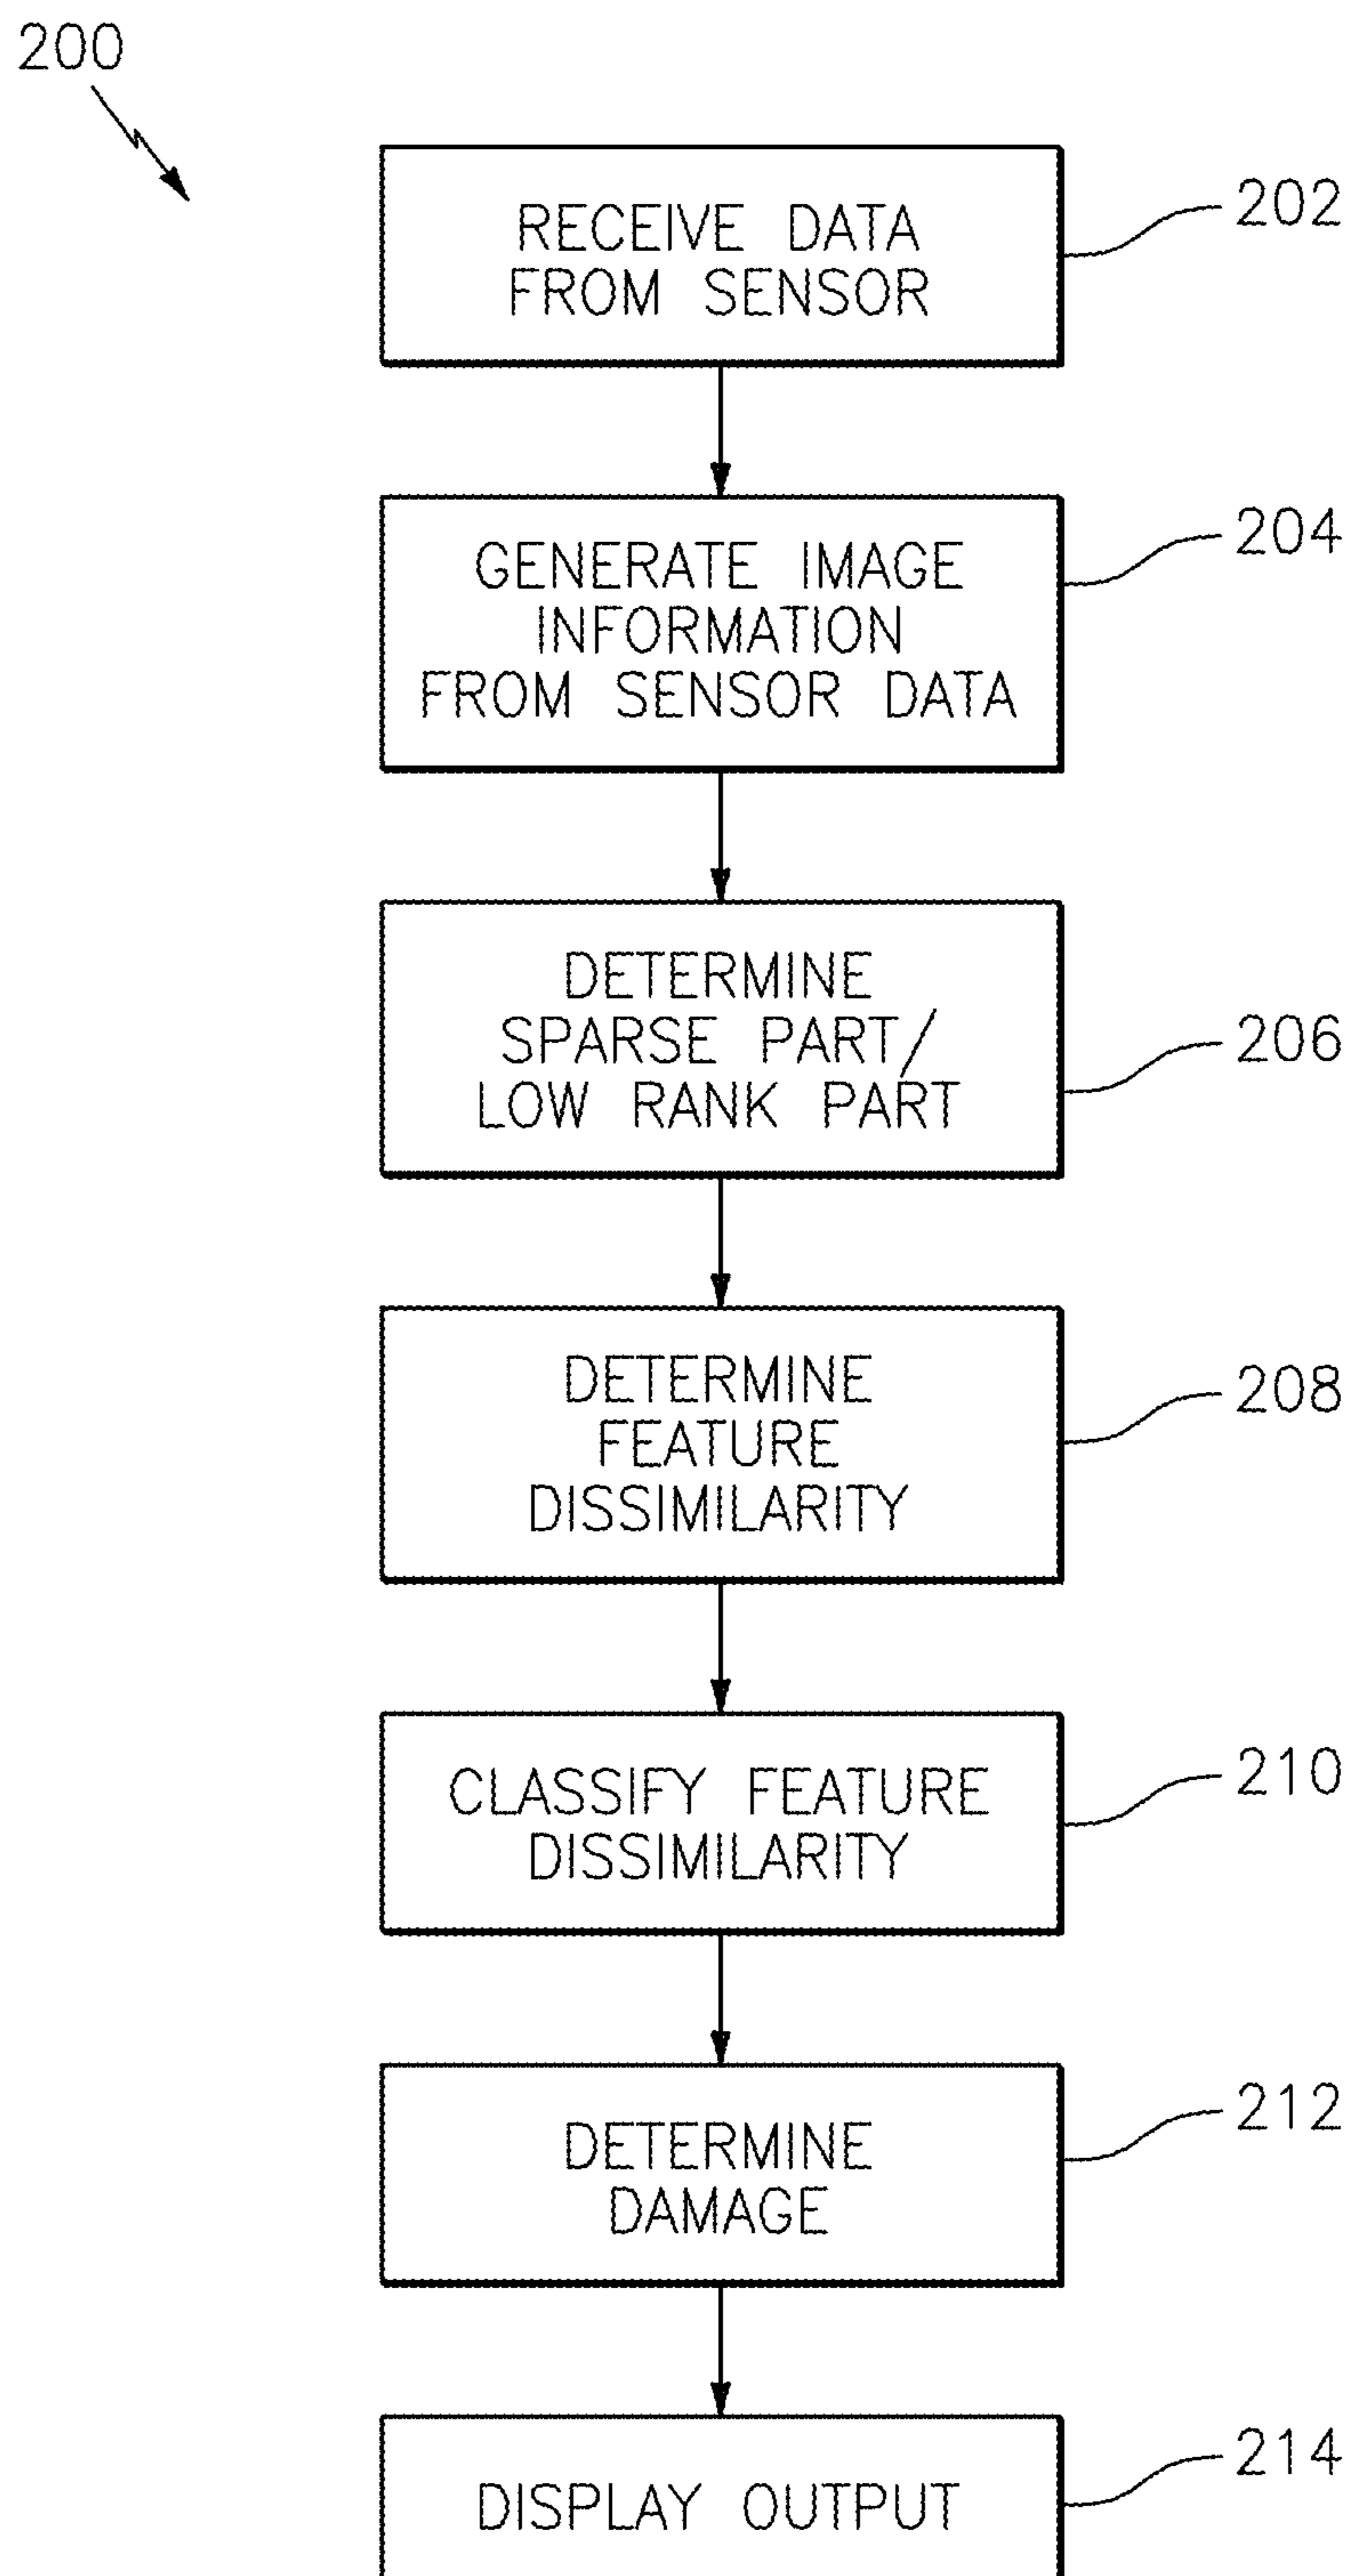 200
RECEIVE DATA
FROM SENSOR
202
GENERATE IMAGE
INFORMATION
FROM SENSOR DATA
204
DETERMINE
SPARSE PART/
LOW RANK PART
206
DETERMINE
FEATURE
DISSIMILARITY
208
CLASSIFY FEATURE
DISSIMILARITY
210
DETERMINE
DAMAGE
212
DISPLAY OUTPUT
214